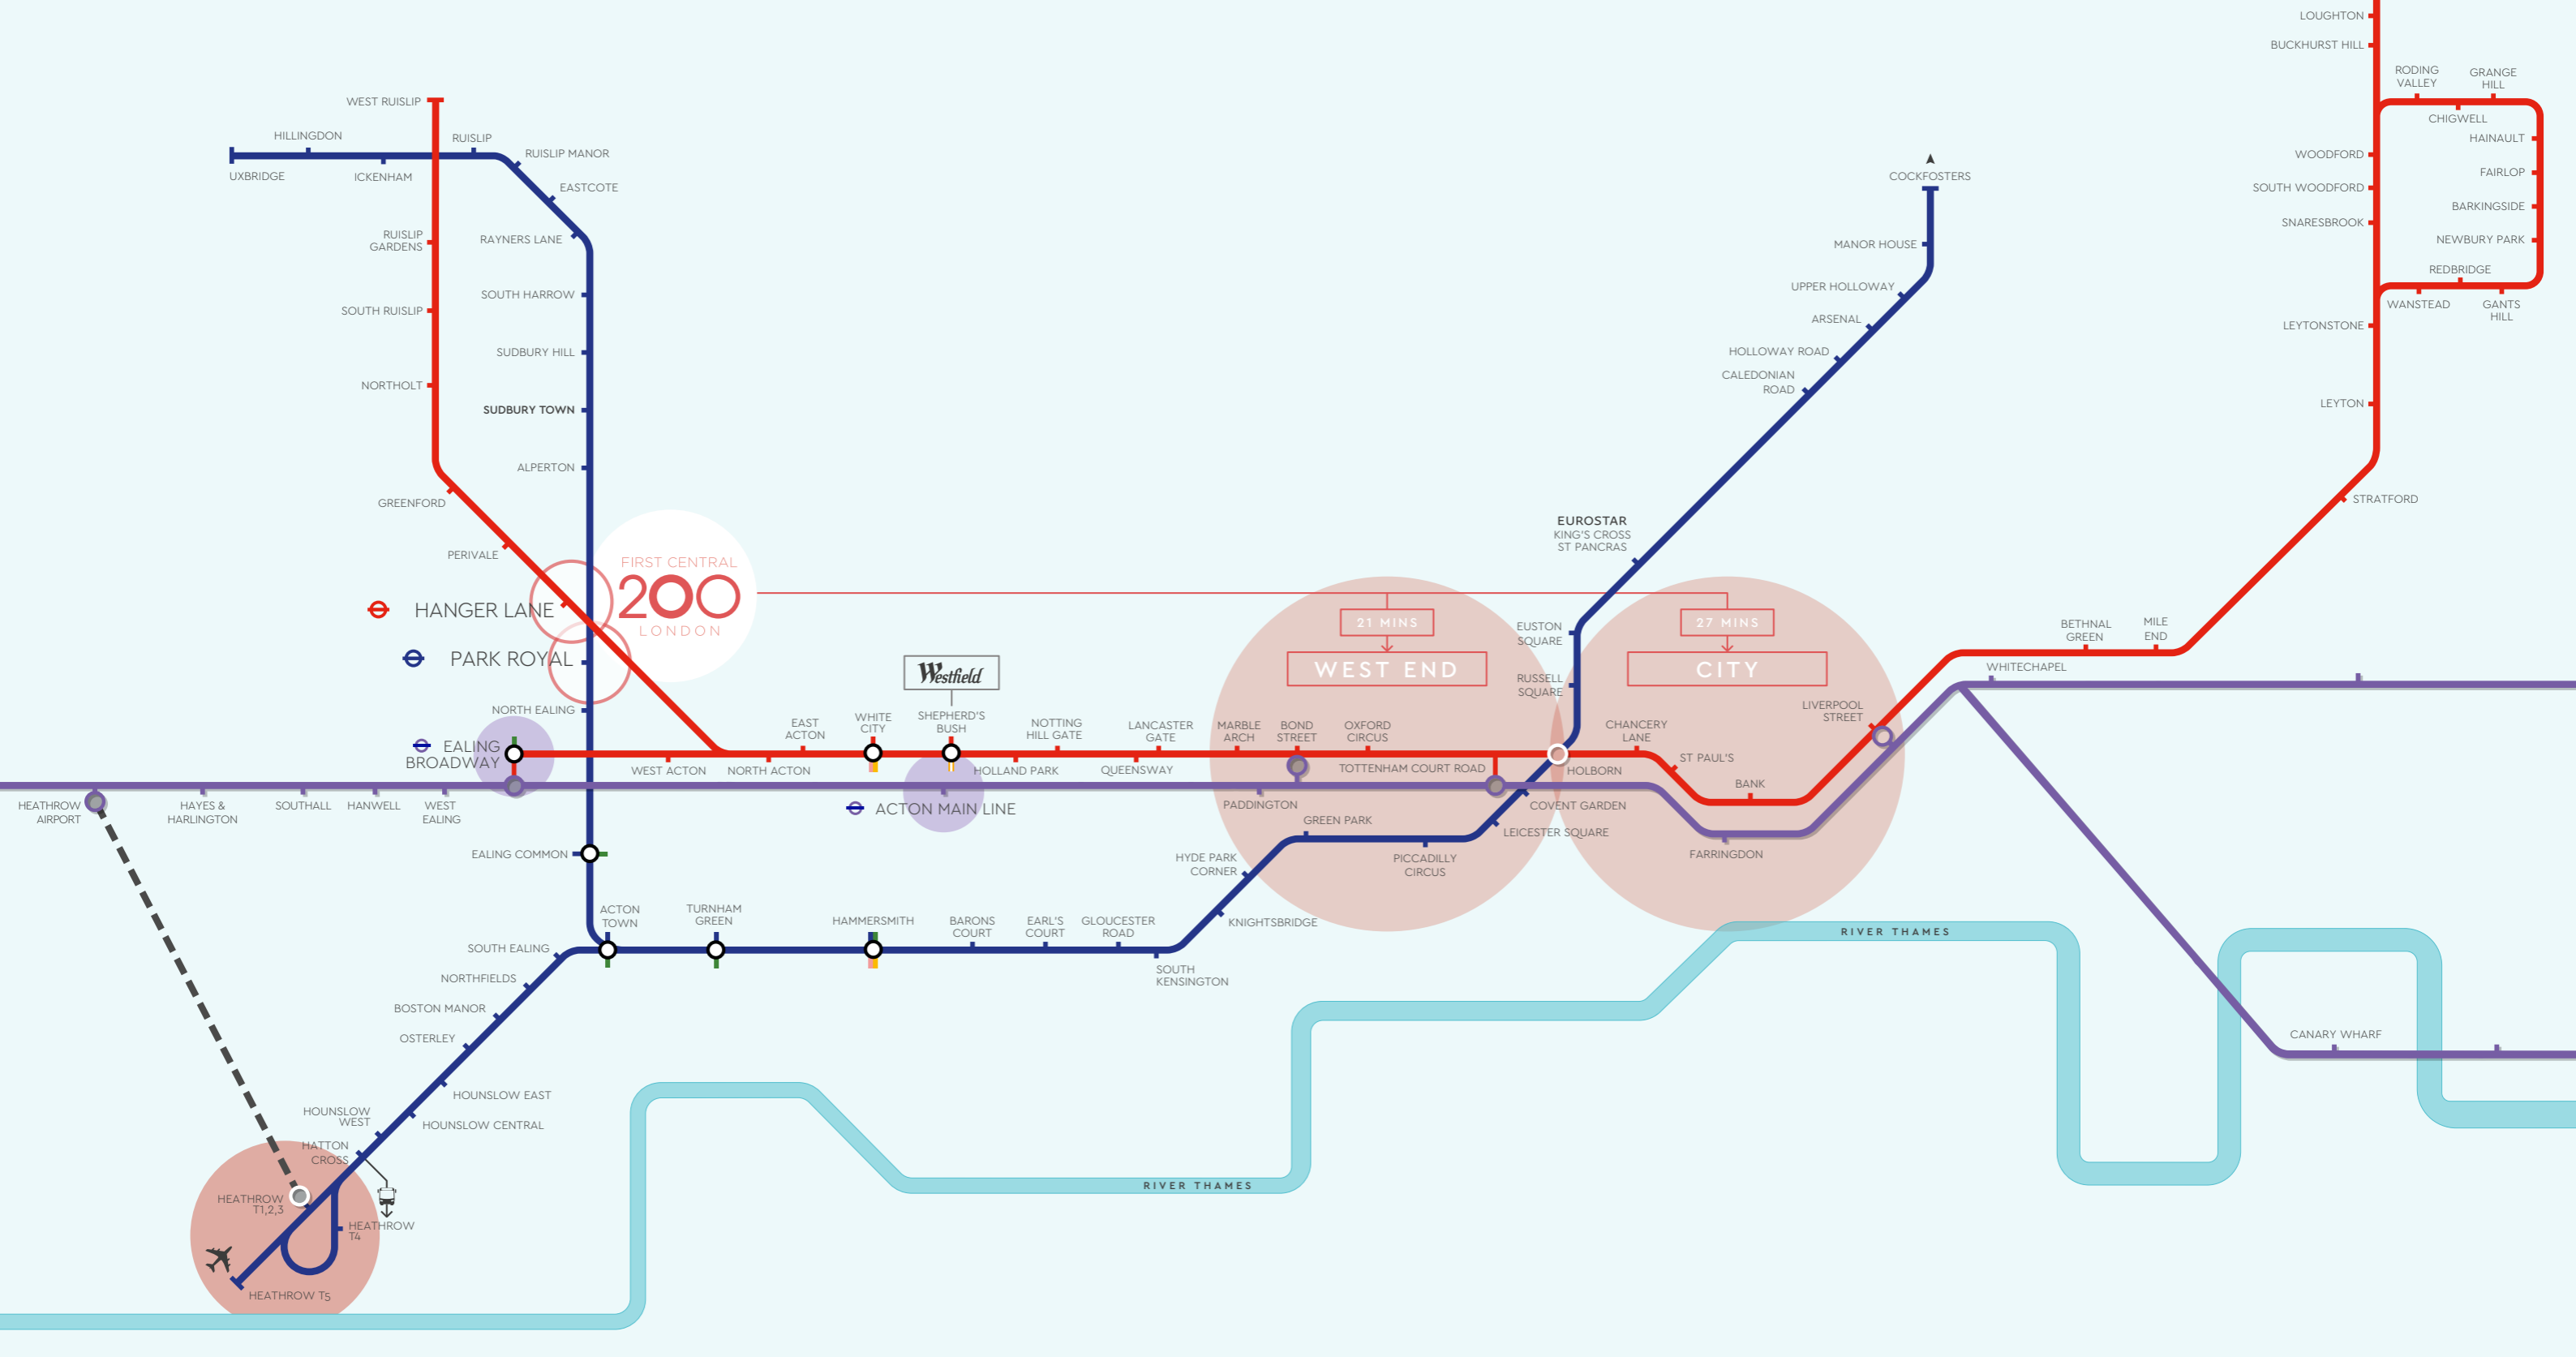 LOUGHTON
BUCKHURST HILL
RODING
VALLEY
GRANGE
HILL
CHIGWELL
HAINAULT
WOODFORD
FAIRLOP
SOUTH WOODFORD
BARKINGSIDE
SNARESBROOK
NEWBURY PARK
REDBRIDGE
WANSTEAD
GANTS
HILL
LEYTONSTONE
LEYTON
STRATFORD
WEST RUISLIP
HILLINGDON
RUISLIP
RUISLIP MANOR
UXBRIDGE
ICKENHAM
EASTCOTE
RUISLIP
GARDENS
RAYNERS LANE
SOUTH HARROW
SOUTH RUISLIP
SUDBURY HILL
NORTHOLT
SUDBURY TOWN
ALPERTON
GREENFORD
PERIVALE
COCKFOSTERS
MANOR HOUSE
UPPER HOLLOWAY
ARSENAL
HOLLOWAY ROAD
CALEDONIAN
ROAD
EUROSTAR
KING'S CROSS
ST PANCRAS
FIRST CENTRAL
200
LONDON
HANGER LANE
PARK ROYAL
21 MINS
WEST END
27 MINS
CITY
EUSTON
SQUARE
RUSSELL
SQUARE
BETHNAL
GREEN
MILE
END
WHITECHAPEL
LIVERPOOL
STREET
Westfield
NORTH EALING
EALING
BROADWAY
EAST
ACTON
WHITE
CITY
SHEPHERD'S
BUSH
NOTTING
HILL GATE
LANCASTER
GATE
MARBLE
ARCH
BOND
STREET
OXFORD
CIRCUS
CHANCERY
LANE
WEST ACTON
NORTH ACTON
HOLLAND PARK
QUEENSWAY
TOTTENHAM COURT ROAD
HOLBORN
ST PAUL'S
BANK
HEATHROW
AIRPORT
HAYES &
HARLINGTON
SOUTHALL
HANWELL
WEST
EALING
ACTON MAIN LINE
PADDINGTON
COVENT GARDEN
GREEN PARK
LEICESTER SQUARE
FARRINGDON
EALING COMMON
HYDE PARK
CORNER
PICCADILLY
CIRCUS
ACTON
TOWN
TURNHAM
GREEN
HAMMERSMITH
BARONS
COURT
EARL'S
COURT
GLOUCESTER
ROAD
KNIGHTSBRIDGE
RIVER THAMES
SOUTH EALING
SOUTH
KENSINGTON
NORTHFIELDS
BOSTON MANOR
OSTERLEY
CANARY WHARF
HOUNSLOW EAST
HOUNSLOW
WEST
HOUNSLOW CENTRAL
HATTON
CROSS
RIVER THAMES
HEATHROW
T1,2,3
HEATHROW
T4
HEATHROW T5